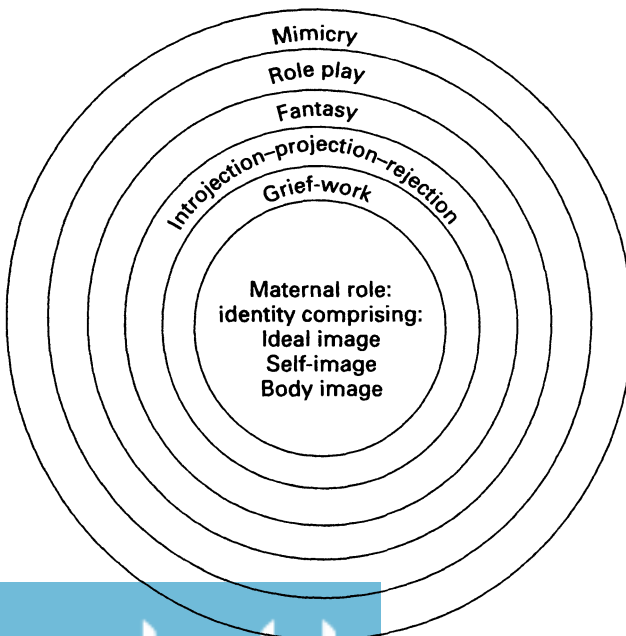 Mimicry
Role play
Fantasy
Introjection–projection–rejection
Grief-work
Maternal role:
identity comprising:
Ideal image
Self-image
Body image